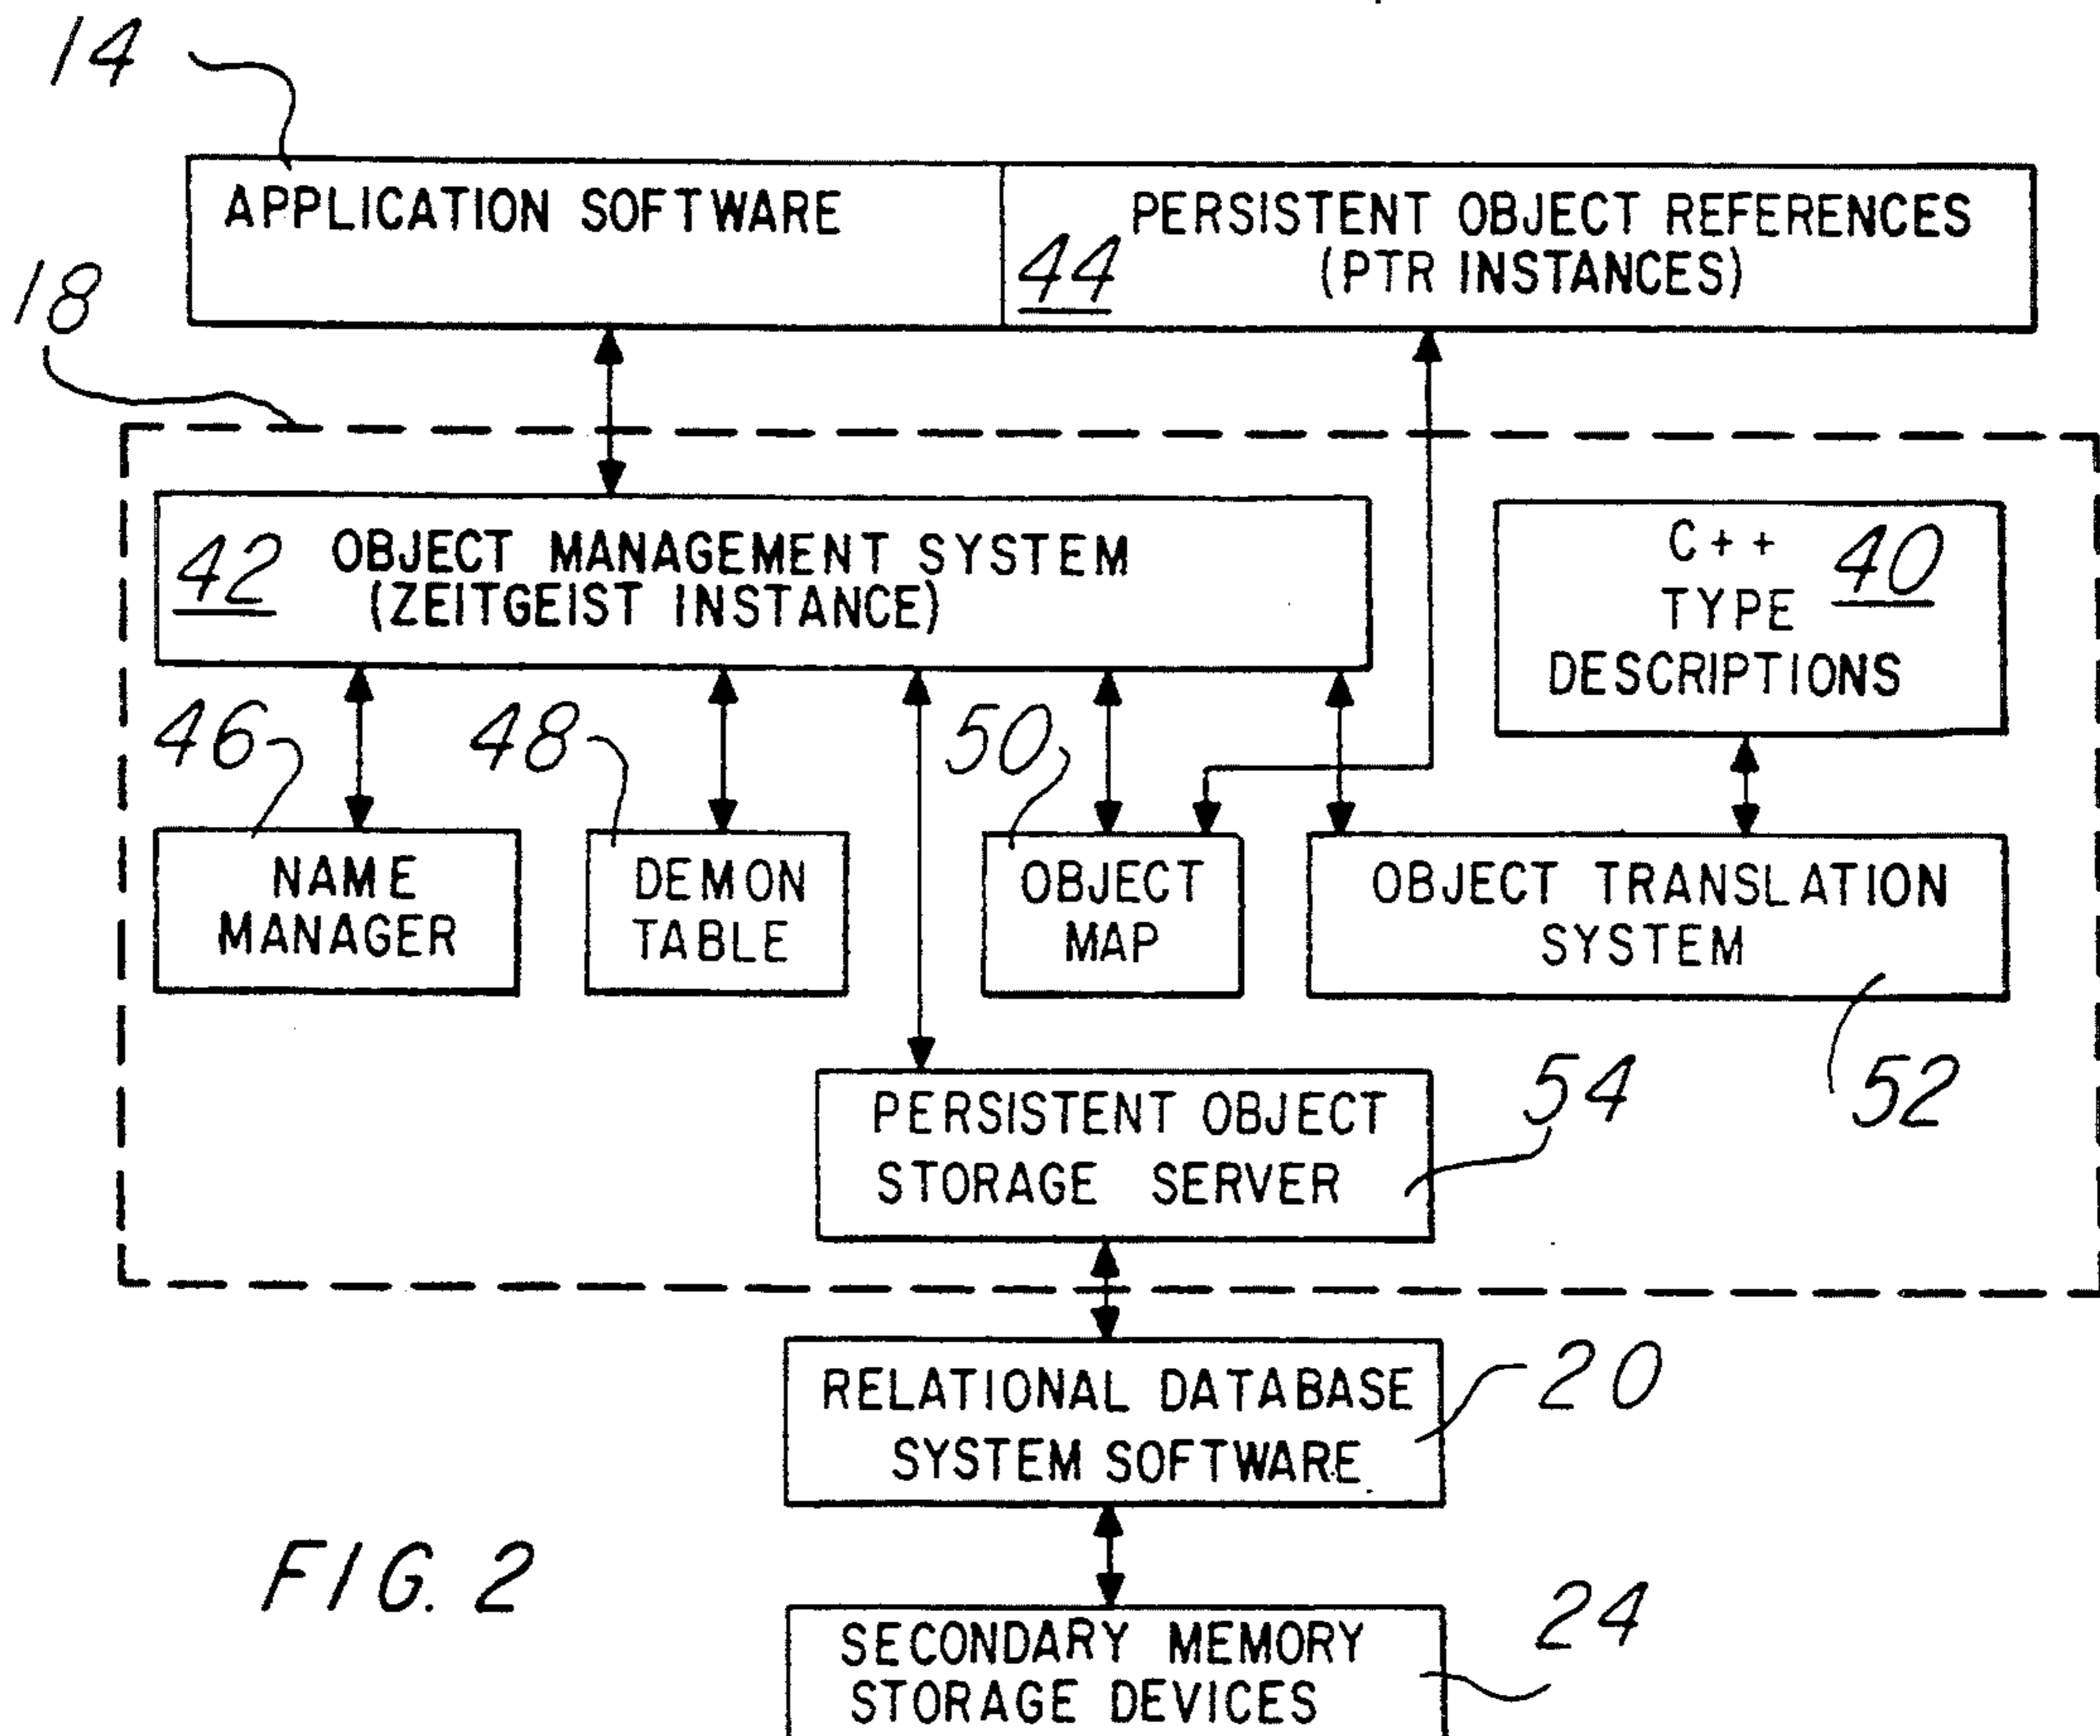 14
APPLICATION SOFTWARE
PERSISTENT OBJECT REFERENCES
44
(PTR INSTANCES)
18
42
OBJECT MANAGEMENT SYSTEM
(ZEITGEIST INSTANCE)
C++
40
TYPE
DESCRIPTIONS
46
48
50
NAME
MANAGER
DEMON
TABLE
OBJECT
MAP
OBJECT TRANSLATION
SYSTEM
52
PERSISTENT OBJECT
STORAGE SERVER
54
RELATIONAL DATABASE
SYSTEM SOFTWARE
20
FIG. 2
SECONDARY MEMORY
STORAGE DEVICES
24